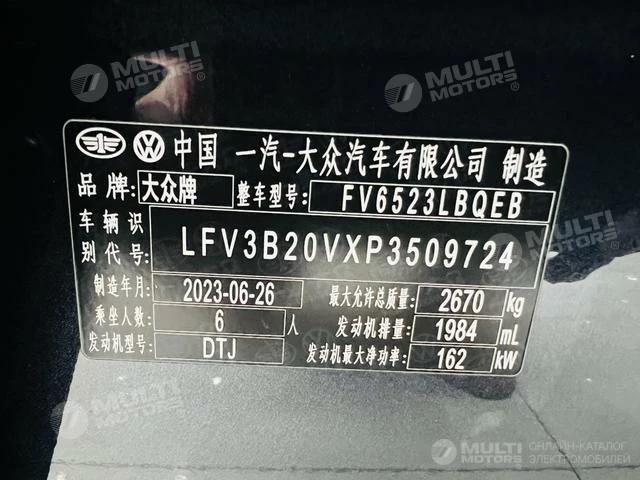 MULTI MOTORS
MULTI MOTORS
中国 一汽-大众汽车有限公司 制造
品牌: 大众牌 整车型号: FV6523LBQEB
车辆识别代号: LFV3B20VXP3509724
制造年月: 2023-06-26 最大允许总质量: 2670 kg
乘坐人数: 6 人 发动机排量: 1984 mL
发动机型号: DTJ 发动机最大净功率: 162 kW
MULTI MOTORS
MULTI MOTORS
MULTI MOTORS
MULTI MOTORS ОНЛАЙН-КАТАЛОГ ЭЛЕКТРОМОБИЛЕЙ